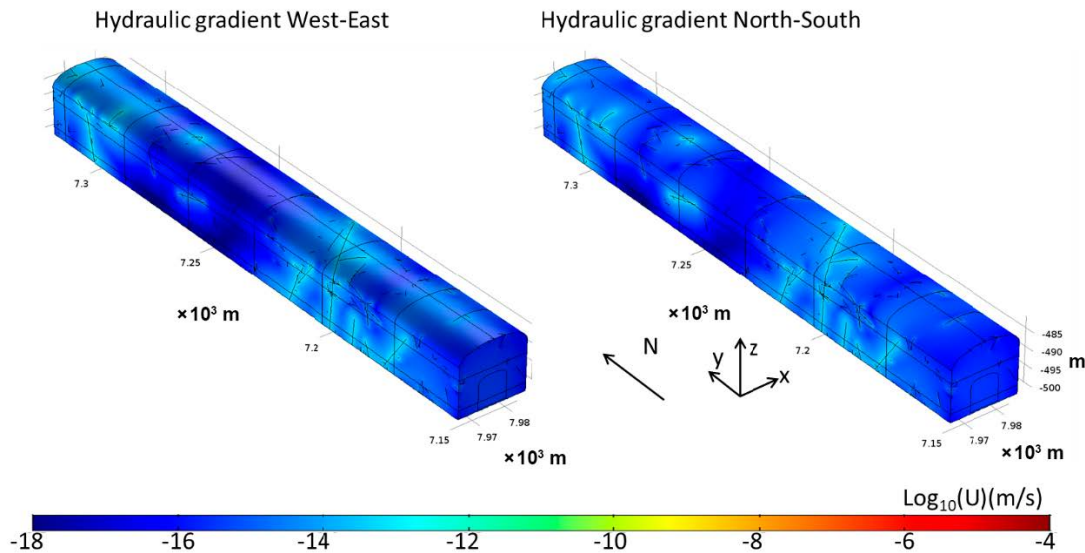 Hydraulic gradient West-East
Hydraulic gradient North-South
7.3
7.25
×10³ m
7.2
7.15
7.97
7.98
×10³ m
7.3
7.25
×10³ m
7.2
N
y
z
x
-485
-490
-495
-500
m
7.15
7.97
7.98
×10³ m
Log₁₀(U)(m/s)
-18 -16 -14 -12 -10 -8 -6 -4